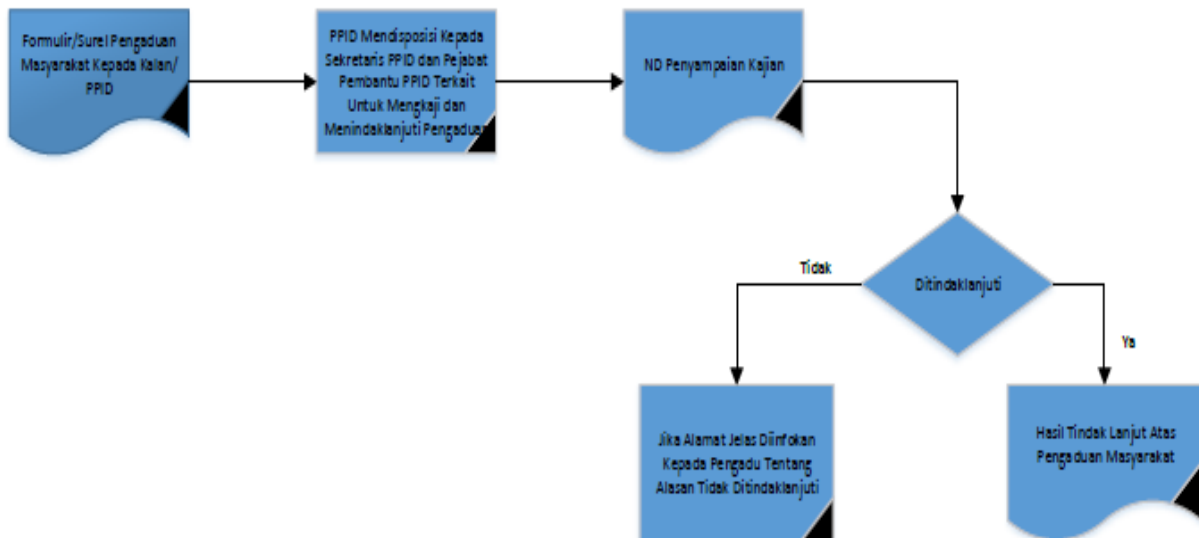 Formulir/Surel Pengaduan
Masyarakat Kepada Kalan/
PPID
PPID Mendisposisi Kepada
Sekretaris PPID dan Pejabat
Pembantu PPID Terkait
Untuk Mengkaji dan
Menindaklanjuti Pengaduan
ND Penyampaian Kajian
Ditindaklanjuti
Tidak
Ya
Jika Alamat Jelas Diinfokan
Kepada Pengadu Tentang
Alasan Tidak Ditindaklanjuti
Hasil Tindak Lanjut Atas
Pengaduan Masyarakat